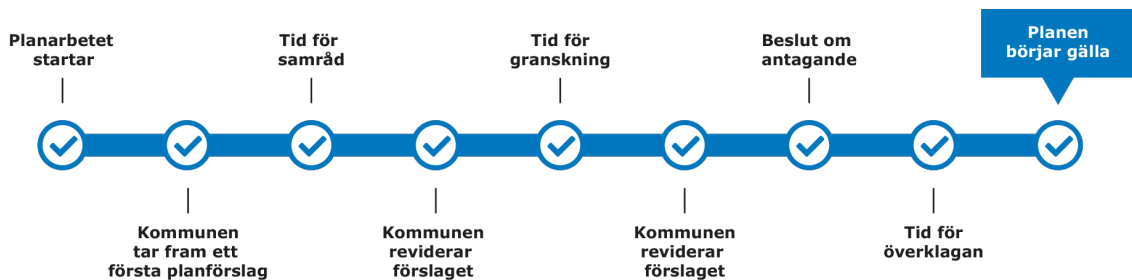 Planarbetet
startar
Kommunen
tar fram ett
första planförslag
Tid för
samråd
Kommunen
reviderar
förslaget
Tid för
granskning
Kommunen
reviderar
förslaget
Beslut om
antagande
Tid för
överklagan
Planen
börjar gälla